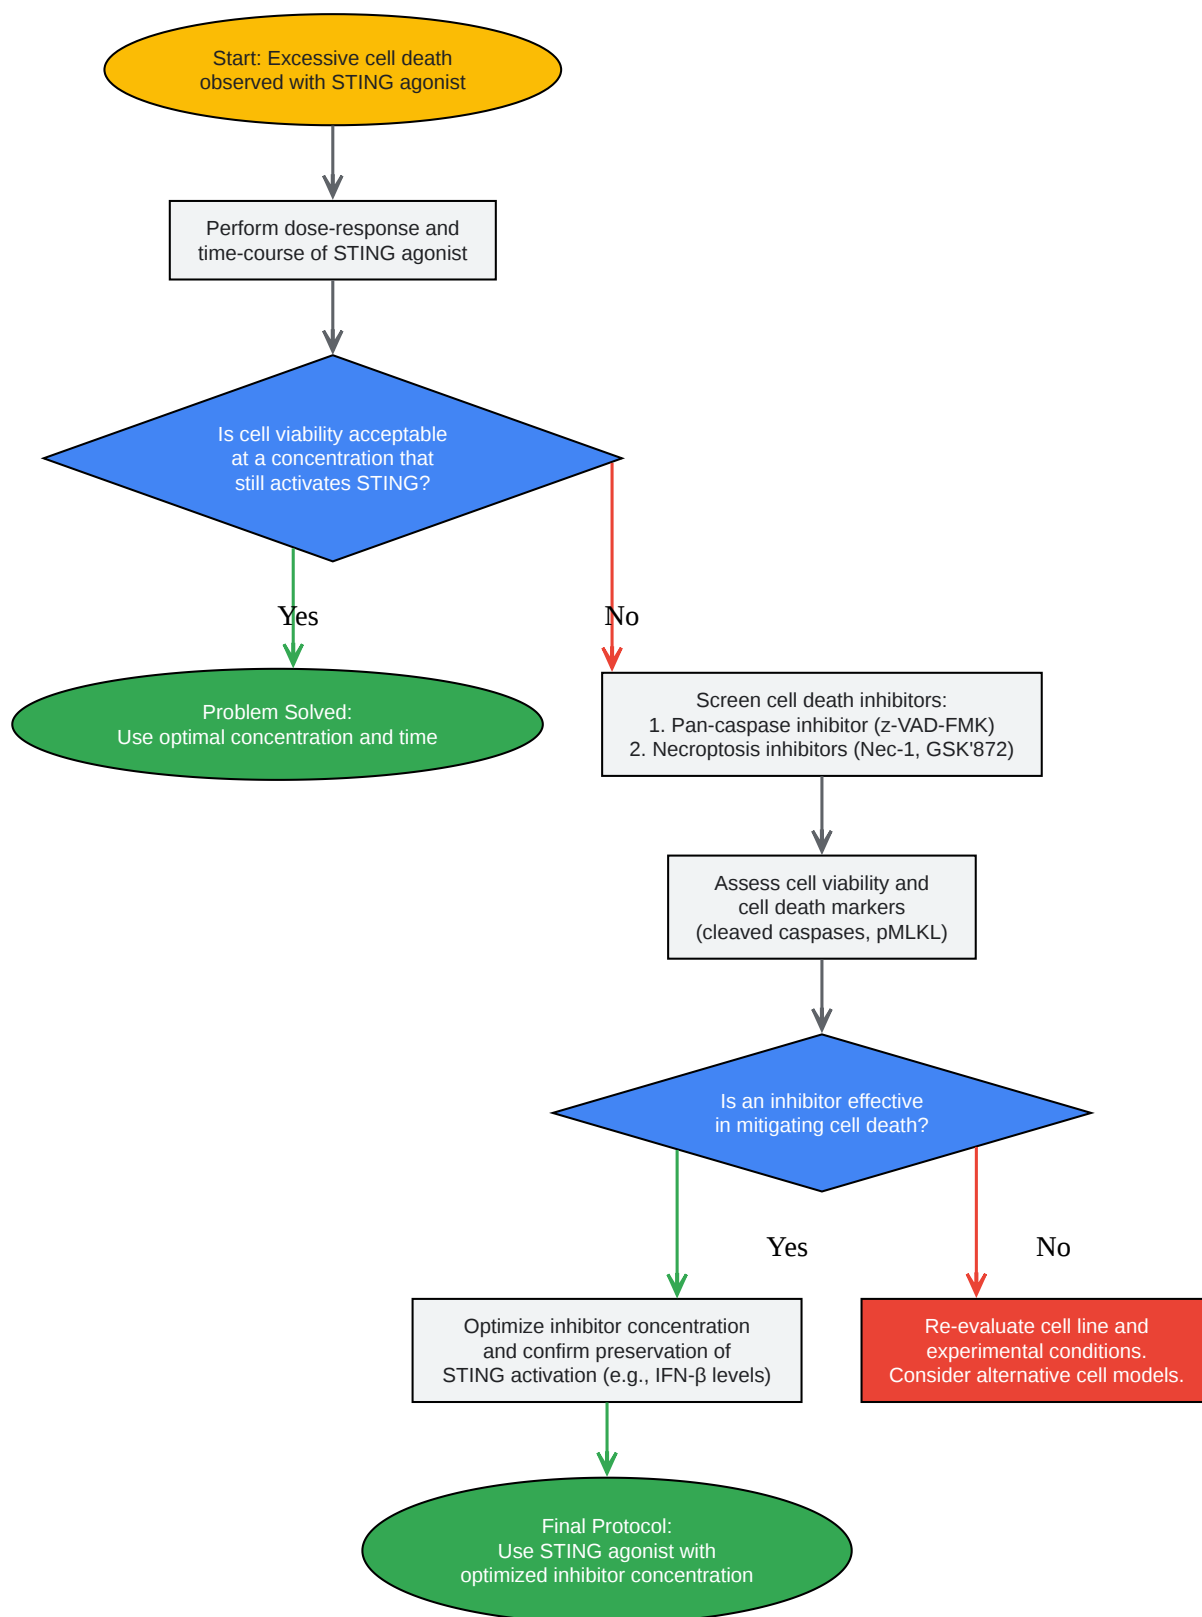 Start: Excessive cell death
observed with STING agonist
Perform dose-response and
time-course of STING agonist
Is cell viability acceptable
at a concentration that
still activates STING?
Yes
No
Problem Solved:
Use optimal concentration and time
Screen cell death inhibitors:
1. Pan-caspase inhibitor (z-VAD-FMK)
2. Necroptosis inhibitors (Nec-1, GSK'872)
Assess cell viability and
cell death markers
(cleaved caspases, pMLKL)
Is an inhibitor effective
in mitigating cell death?
Yes
No
Optimize inhibitor concentration
and confirm preservation of
STING activation (e.g., IFN-β levels)
Re-evaluate cell line and
experimental conditions.
Consider alternative cell models.
Final Protocol:
Use STING agonist with
optimized inhibitor concentration